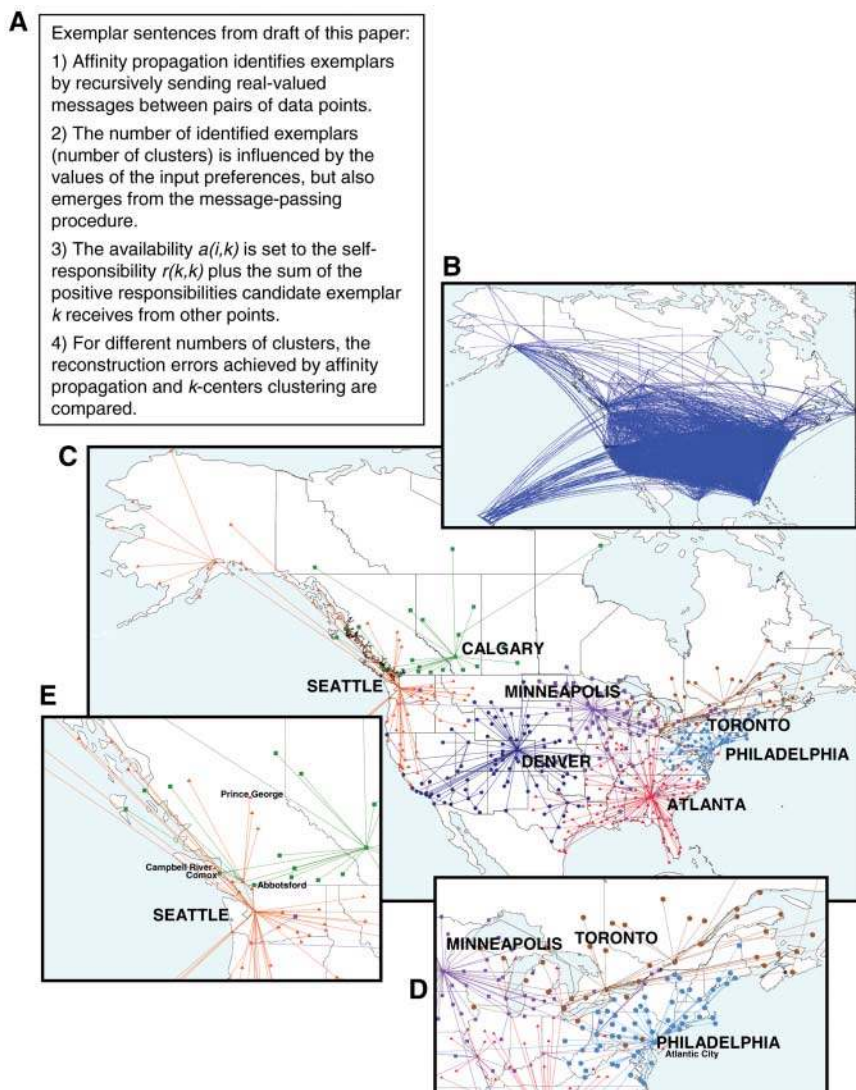 A
Exemplar sentences from draft of this paper:
1) Affinity propagation identifies exemplars
by recursively sending real-valued
messages between pairs of data points.
2) The number of identified exemplars
(number of clusters) is influenced by the
values of the input preferences, but also
emerges from the message-passing
procedure.
3) The availability a(i,k) is set to the self-
responsibility r(k,k) plus the sum of the
positive responsibilities candidate exemplar
k receives from other points.
4) For different numbers of clusters, the
reconstruction errors achieved by affinity
propagation and k-centers clustering are
compared.
B
C
CALGARY
SEATTLE
MINNEAPOLIS
TORONTO
PHILADELPHIA
DENVER
ATLANTA
E
Prince George
Campbell River
Comox
Abbotsford
SEATTLE
D
MINNEAPOLIS
TORONTO
PHILADELPHIA
Atlantic City